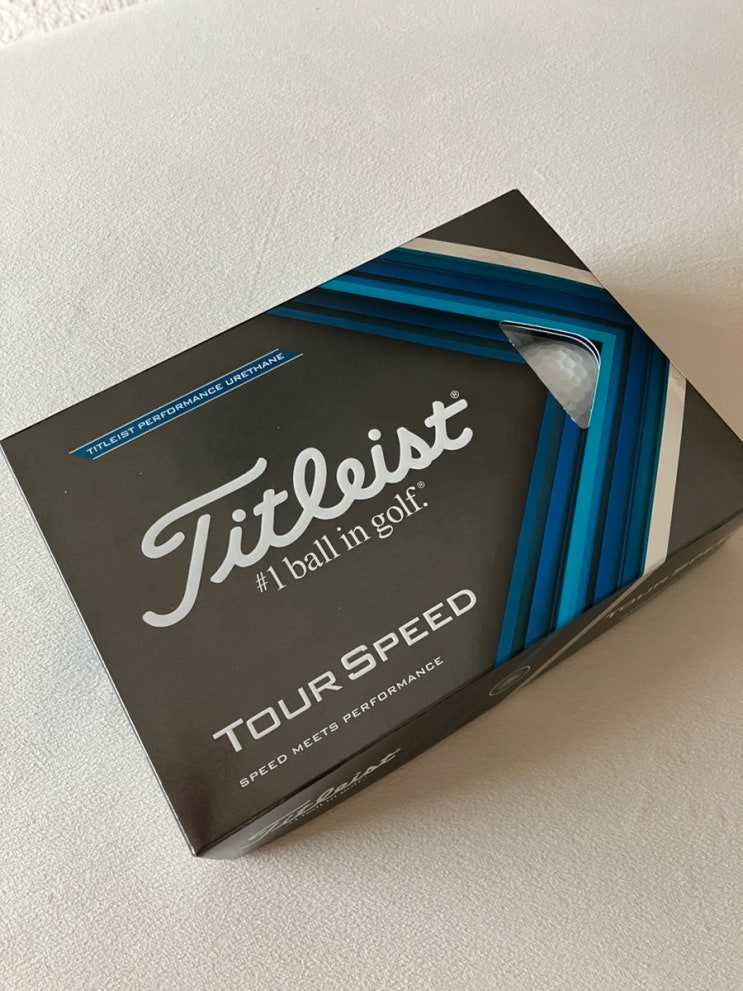 TITLEIST PERFORMANCE URETHANE
Titleist®
#1 ball in golf.®
TOUR SPEED
SPEED MEETS PERFORMANCE
Titleist
TOUR SPEED